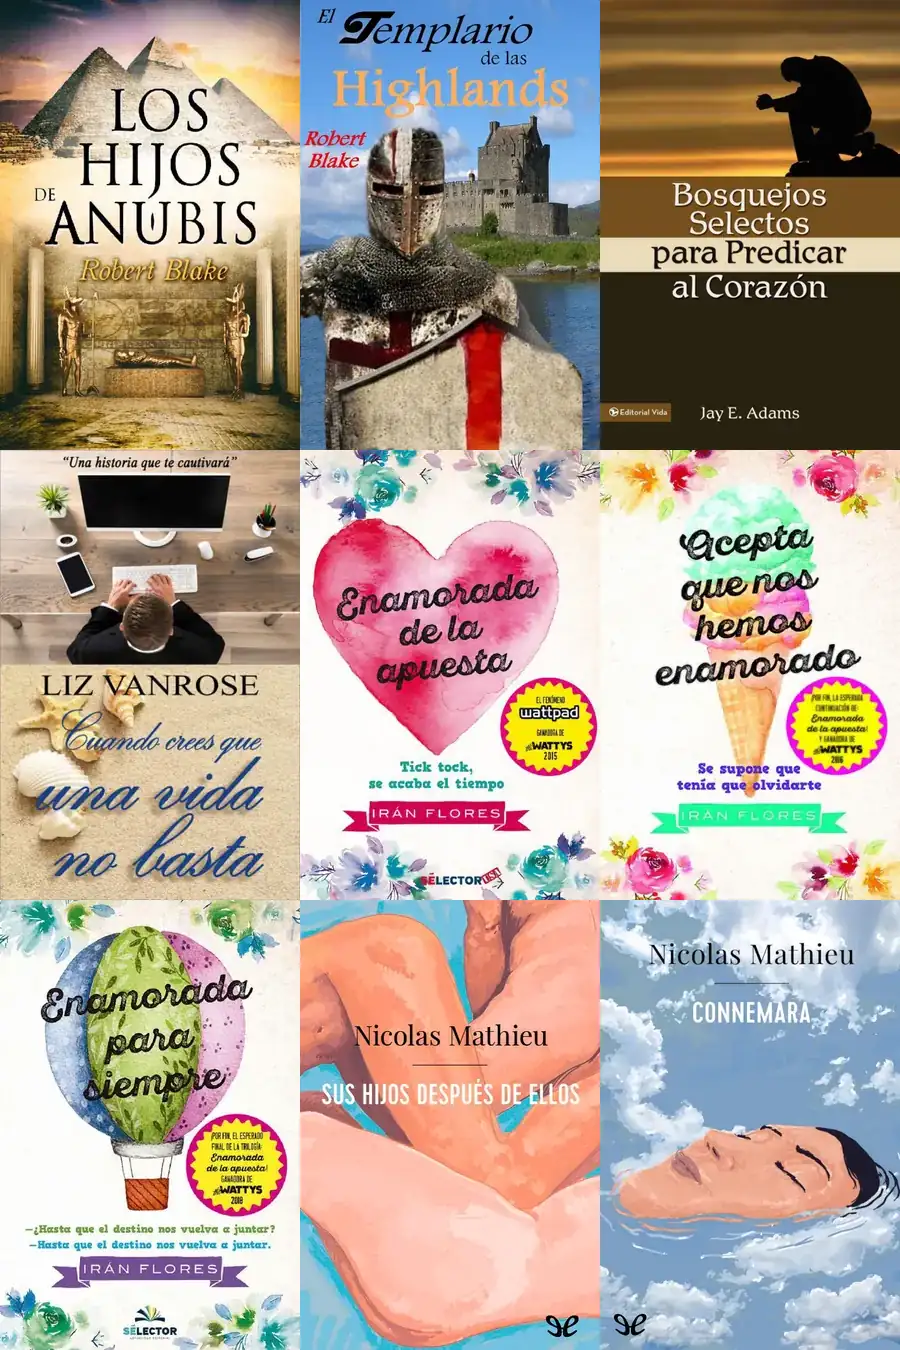 LOS
HIJOS
DE
ANUBIS
Robert Blake
El Templario
de las
Highlands
Robert
Blake
Bosquejos
Selectos
para Predicar
al Corazón
Editorial Vida
Jay E. Adams
“Una historia que te cautivará”
LIZ VANROSE
Cuando crees que
una vida
no basta
Enamorada
de la
apuesta
EL FENÓMENO
wattpad
GANADORA DE
WATTYS
2015
Tick tock,
se acaba el tiempo
IRÁN FLORES
SELECTOR USA
Acepta
que nos
hemos
enamorado
¡POR FIN, LA ESPERADA
CONTINUACIÓN DE:
Enamorada
de la apuesta!
Y GANADORA DE
WATTYS
2016
Se supone que
tenía que olvidarte
IRÁN FLORES
Enamorada
para
siempre
¡POR FIN, EL ESPERADO
FINAL DE LA TRILOGÍA:
Enamorada
de la apuesta!
GANADORA DE
WATTYS
2018
—¿Hasta que el destino nos vuelva a juntar?
—Hasta que el destino nos vuelva a juntar.
IRÁN FLORES
SELECTOR
Nicolas Mathieu
SUS HIJOS DESPUÉS DE ELLOS
Nicolas Mathieu
CONNEMARA